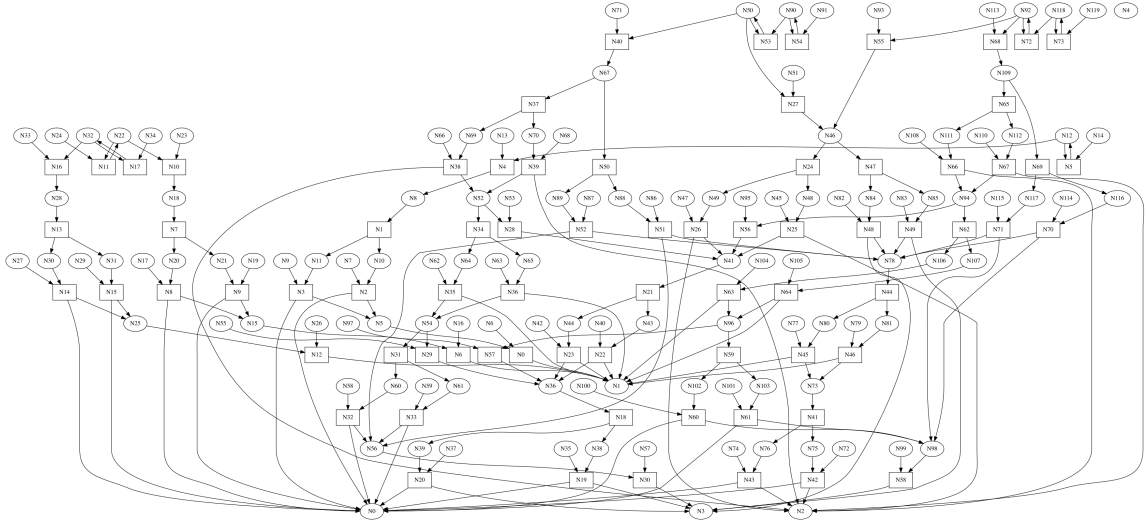 N71 N50 N90 N91 N93 N113 N92 N118 N119 N4
N40 N53 N54 N55 N68 N72 N73
N67 N51 N109
N37 N27 N65
N33 N24 N32 N22 N34 N23 N66 N69 N13 N70 N68 N46 N108 N111 N110 N112 N12 N14
N16 N11 N17 N10 N38 N4 N39 N50 N24 N47 N66 N67 N69 N5
N28 N18 N8 N52 N53 N89 N87 N88 N86 N47 N49 N95 N45 N48 N82 N84 N83 N85 N94 N115 N117 N114 N116
N13 N7 N1 N34 N28 N52 N51 N26 N56 N25 N48 N49 N62 N71 N70
N27 N30 N29 N31 N17 N20 N21 N19 N9 N11 N7 N10 N62 N64 N63 N65 N41 N104 N105 N78 N106 N107
N14 N15 N8 N9 N3 N2 N35 N36 N21 N63 N64 N44
N25 N55 N15 N26 N97 N5 N54 N16 N6 N42 N44 N40 N43 N96 N77 N80 N79 N81
N12 N31 N29 N6 N57 N0 N23 N22 N59 N45 N46
N58 N60 N59 N61 N36 N100 N1 N102 N101 N103 N73
N32 N33 N18 N60 N61 N41
N56 N39 N37 N35 N38 N57 N74 N76 N75 N72 N99 N98
N20 N19 N30 N43 N42 N58
N0 N3 N2